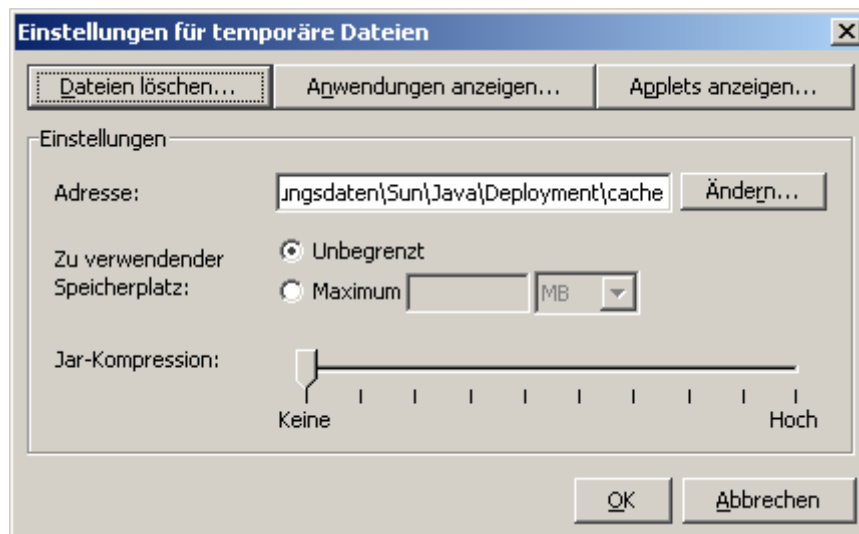 Einstellungen für temporäre Dateien
Dateien löschen... Anwendungen anzeigen... Applets anzeigen...
Einstellungen
Adresse: ungsdaten\Sun\Java\Deployment\cache Ändern...
Zu verwendender Speicherplatz:
Unbegrenzt
Maximum MB
Jar-Kompression:
Keine Hoch
OK Abbrechen